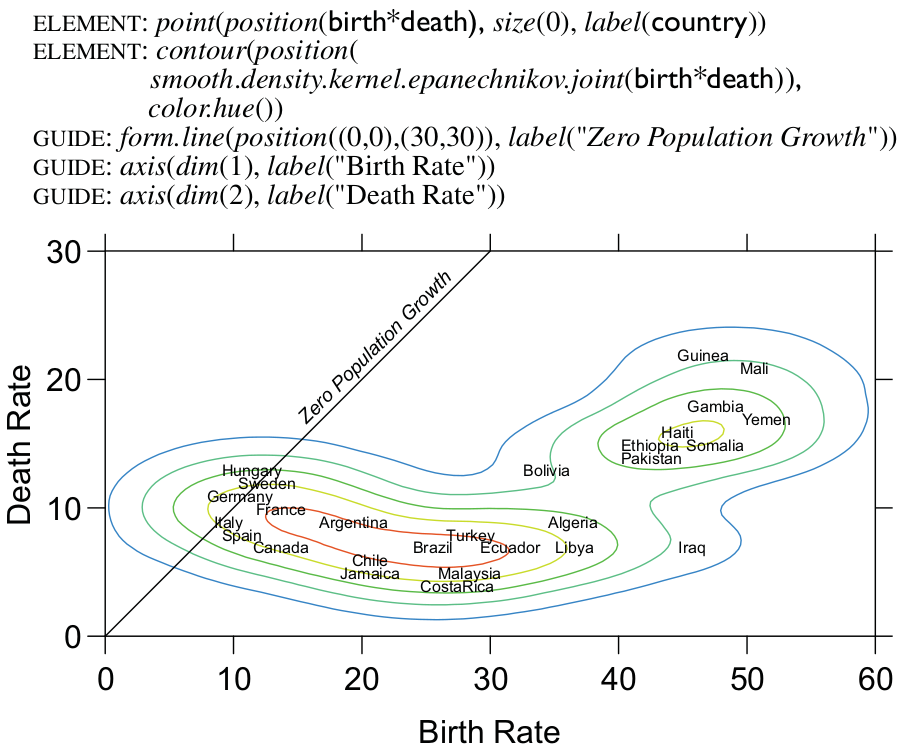 ELEMENT: point(position(birth*death), size(0), label(country))
ELEMENT: contour(position(
smooth.density.kernel.epanechnikov.joint(birth*death)),
color.hue())
GUIDE: form.line(position((0,0),(30,30)), label("Zero Population Growth"))
GUIDE: axis(dim(1), label("Birth Rate"))
GUIDE: axis(dim(2), label("Death Rate"))
30
20
10
0
Death Rate
Zero Population Growth
Guinea
Mali
Gambia
Yemen
Haiti
Ethiopia
Somalia
Pakistan
Bolivia
Hungary
Sweden
Germany
France
Italy
Argentina
Algeria
Spain
Turkey
Canada
Brazil
Ecuador
Libya
Iraq
Chile
Jamaica
Malaysia
CostaRica
0 10 20 30 40 50 60
Birth Rate